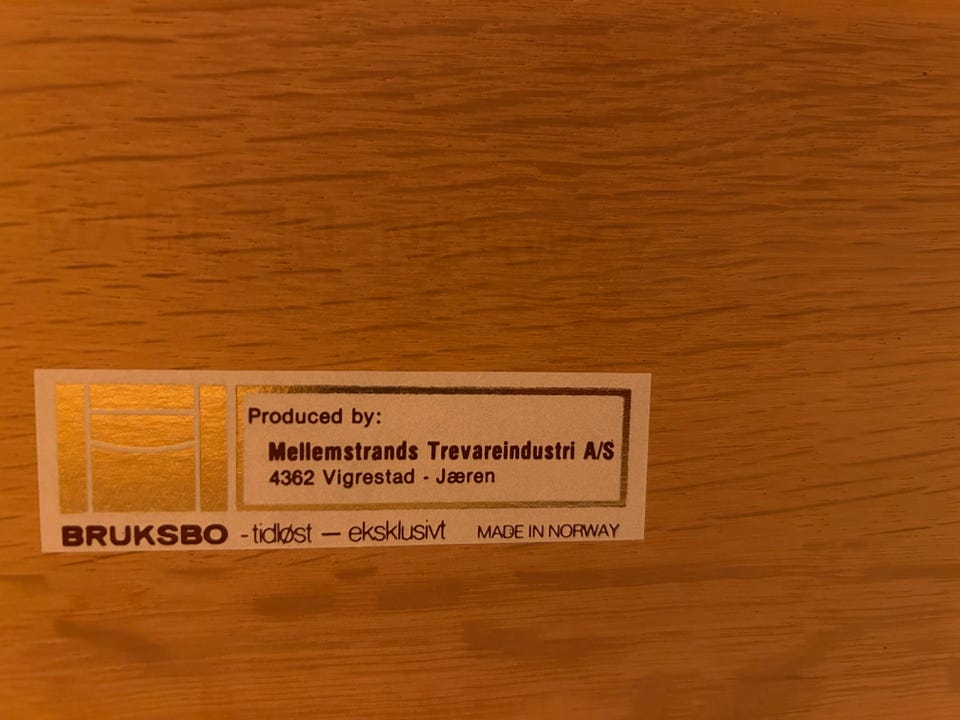 Produced by:
Mellemstrands Trevareindustri A/S
4362 Vigrestad - Jæren
BRUKSBO - tidløst — eksklusivt MADE IN NORWAY